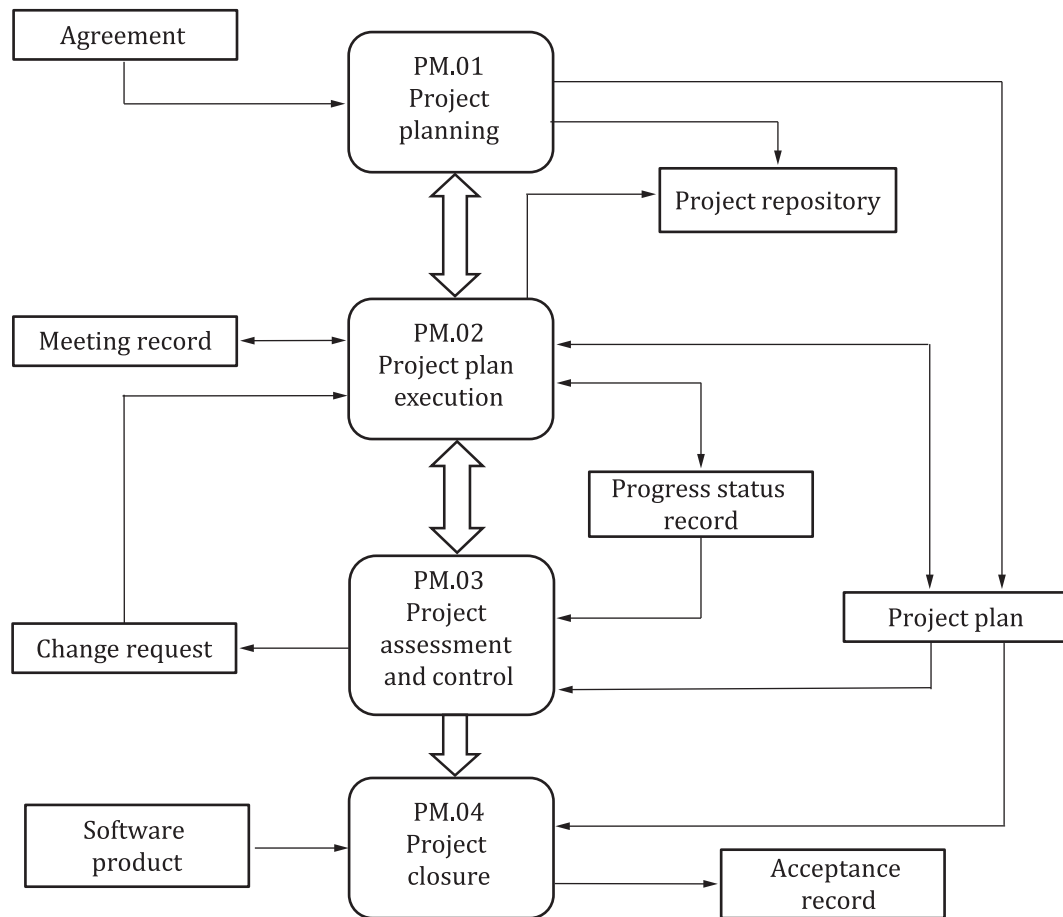 Agreement
PM.01
Project
planning
Project repository
Meeting record
PM.02
Project plan
execution
Progress status
record
PM.03
Project
assessment
and control
Change request
Project plan
PM.04
Project
closure
Software
product
Acceptance
record